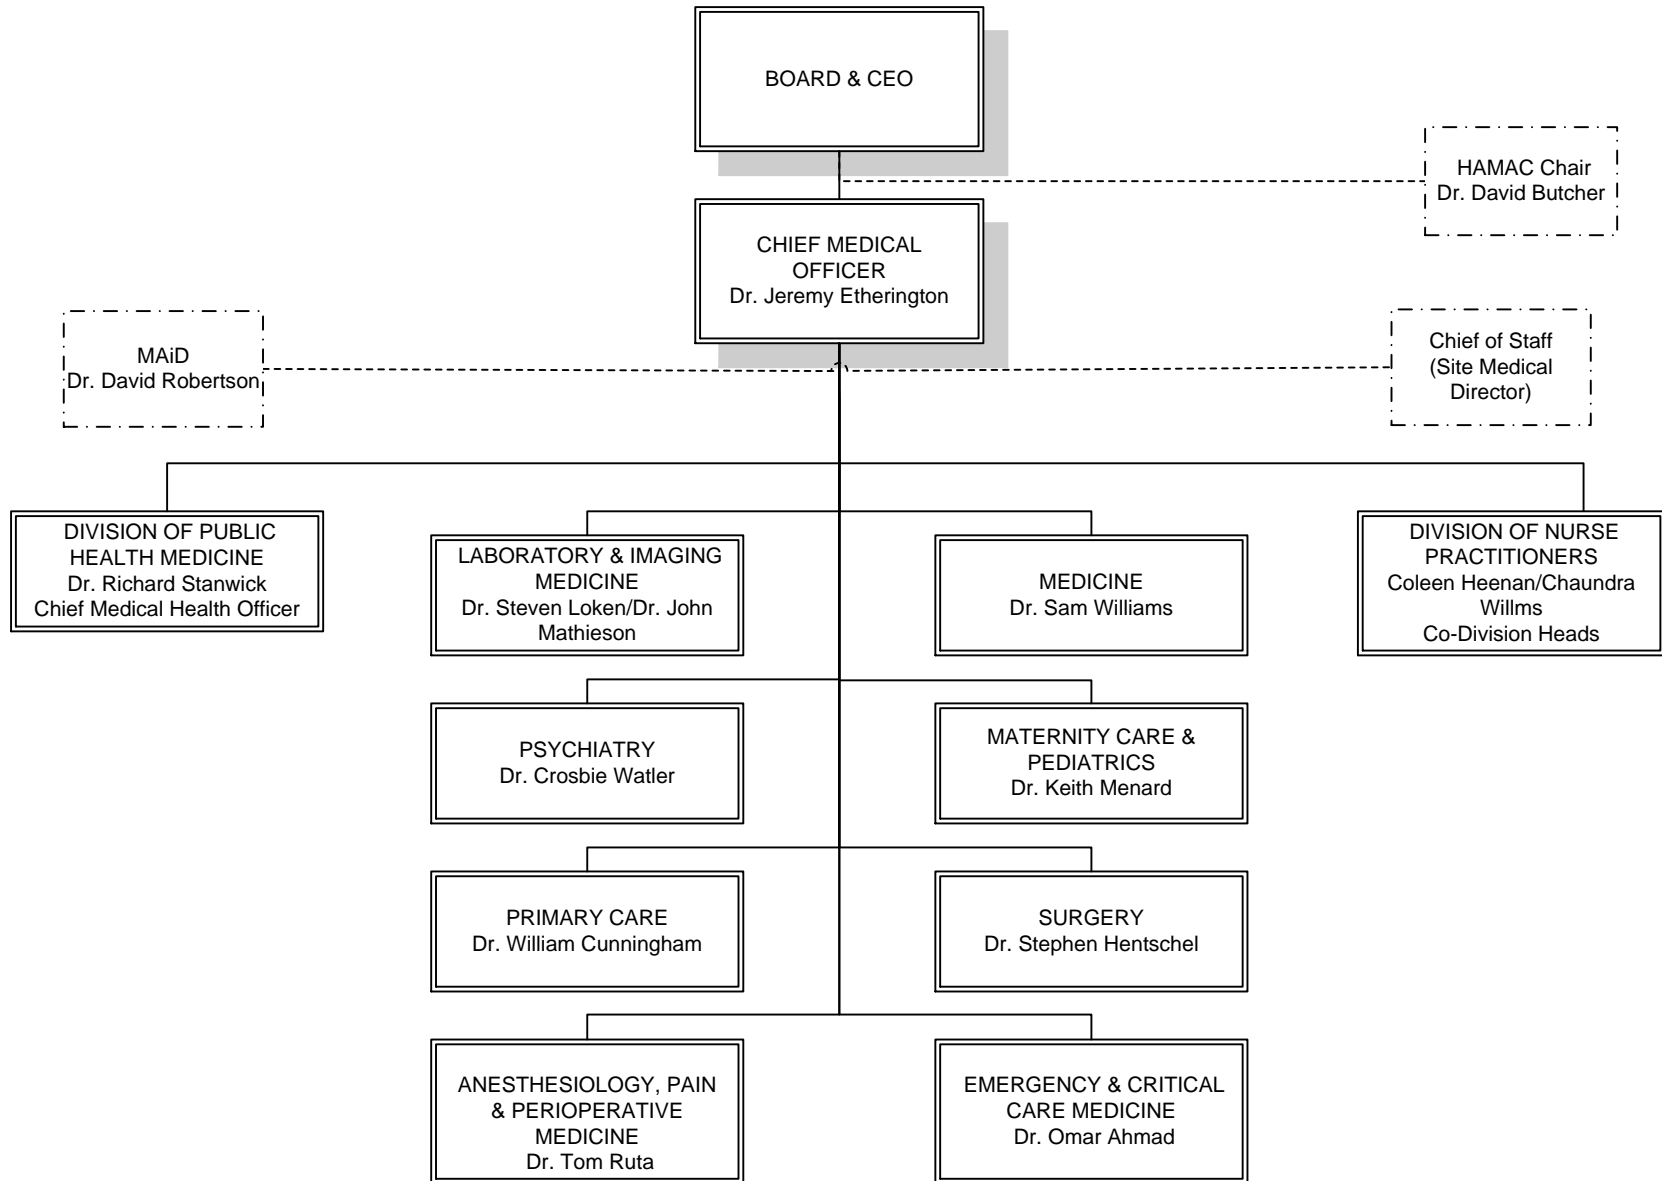 BOARD & CEO
HAMAC Chair
Dr. David Butcher
CHIEF MEDICAL
OFFICER
Dr. Jeremy Etherington
MAiD
Dr. David Robertson
Chief of Staff
(Site Medical
Director)
DIVISION OF PUBLIC
HEALTH MEDICINE
Dr. Richard Stanwick
Chief Medical Health Officer
LABORATORY & IMAGING
MEDICINE
Dr. Steven Loken/Dr. John
Mathieson
MEDICINE
Dr. Sam Williams
DIVISION OF NURSE
PRACTITIONERS
Coleen Heenan/Chaundra
Willms
Co-Division Heads
PSYCHIATRY
Dr. Crosbie Watler
MATERNITY CARE &
PEDIATRICS
Dr. Keith Menard
PRIMARY CARE
Dr. William Cunningham
SURGERY
Dr. Stephen Hentschel
ANESTHESIOLOGY, PAIN
& PERIOPERATIVE
MEDICINE
Dr. Tom Ruta
EMERGENCY & CRITICAL
CARE MEDICINE
Dr. Omar Ahmad